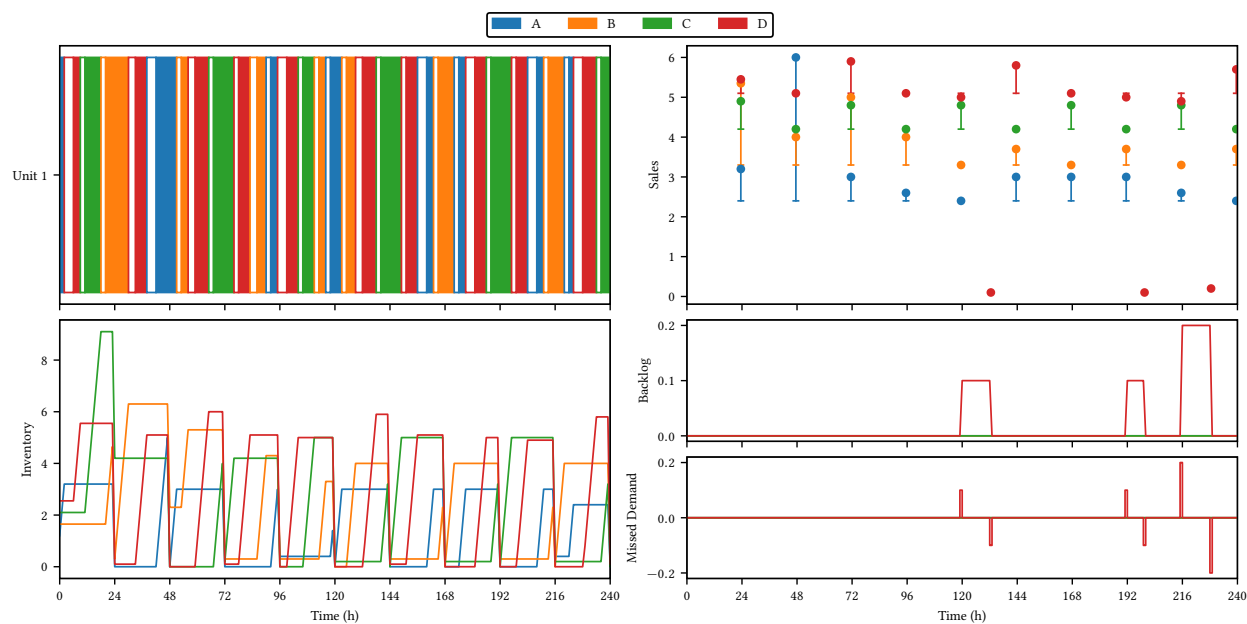 A B C D
Unit 1
Sales
6
5
4
3
2
1
0
Inventory
8
6
4
2
0
0 24 48 72 96 120 144 168 192 216 240
Time (h)
Backlog
0.2
0.1
0.0
Missed Demand
0.2
0.0
−0.2
0 24 48 72 96 120 144 168 192 216 240
Time (h)